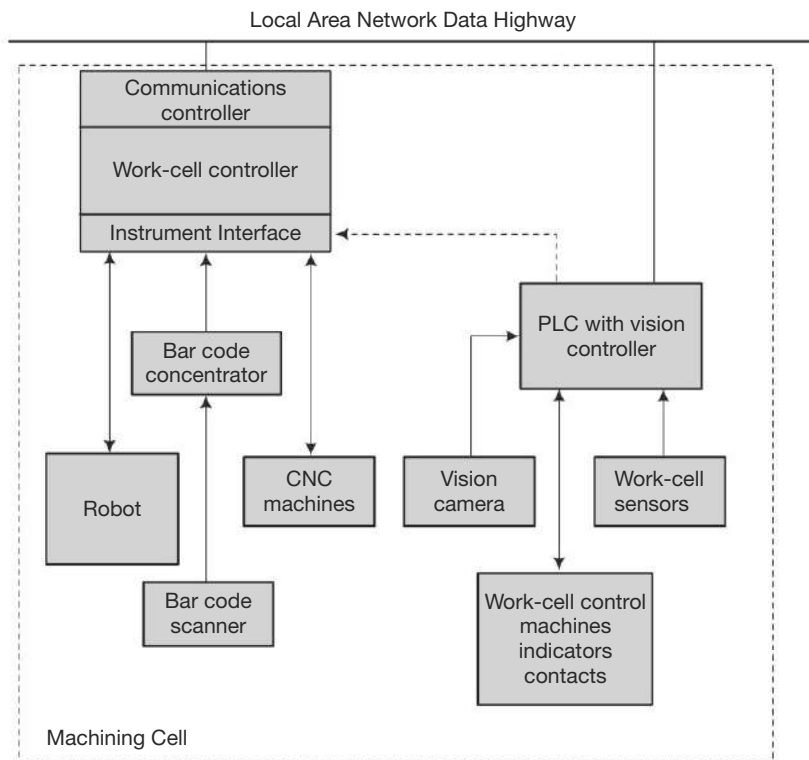 Local Area Network Data Highway
Communications
controller
Work-cell controller
Instrument Interface
PLC with vision
controller
Bar code
concentrator
Robot
CNC
machines
Vision
camera
Work-cell
sensors
Bar code
scanner
Work-cell control
machines
indicators
contacts
Machining Cell